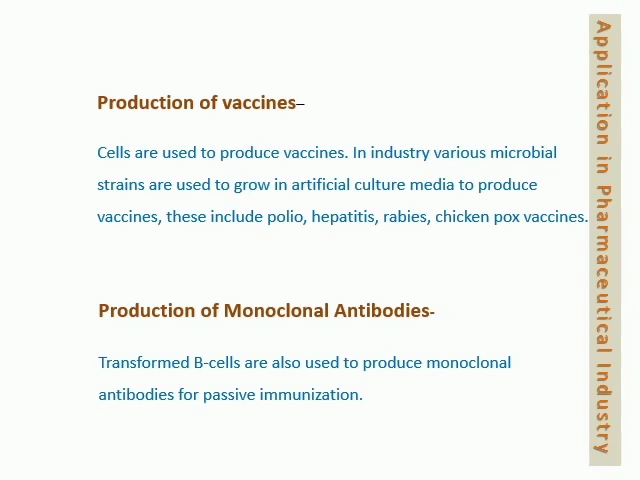 Production of vaccines–
Cells are used to produce vaccines. In industry various microbial
strains are used to grow in artificial culture media to produce
vaccines, these include polio, hepatitis, rabies, chicken pox vaccines.
Production of Monoclonal Antibodies-
Transformed B-cells are also used to produce monoclonal
antibodies for passive immunization.
Application in Pharmaceutical Industry